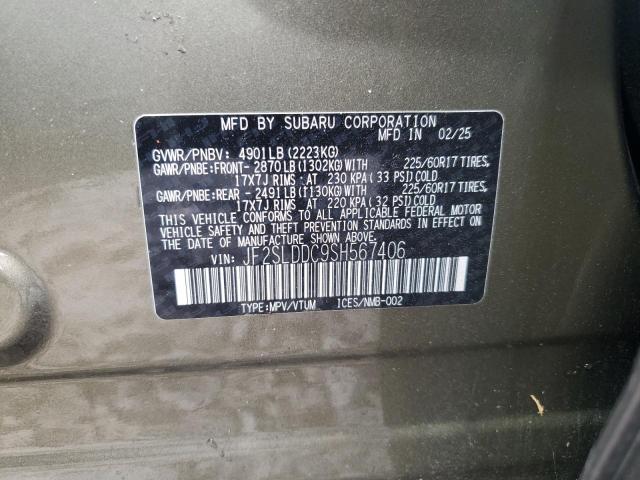 MFD BY SUBARU CORPORATION
MFD IN 02/25
GVWR/PNBV: 4901LB(2223KG)
GAWR/PNBE:FRONT- 2870LB(1302KG)WITH 225/60R17 TIRES,
17X7J RIMS AT 230 KPA(33 PSI)COLD
GAWR/PNBE:REAR -2491LB(1130KG)WITH 225/60R17 TIRES,
17X7J RIMS AT 220 KPA(32 PSI)COLD
THIS VEHICLE CONFORMS TO ALL APPLICABLE FEDERAL MOTOR
VEHICLE SAFETY AND THEFT PREVENTION STANDARDS IN EFFECT
ON THE DATE OF MANUFACTURE SHOWN ABOVE.
VIN: JF2SLDDC9SH567406
TYPE:MPV/VTUM ICES/NMB-002